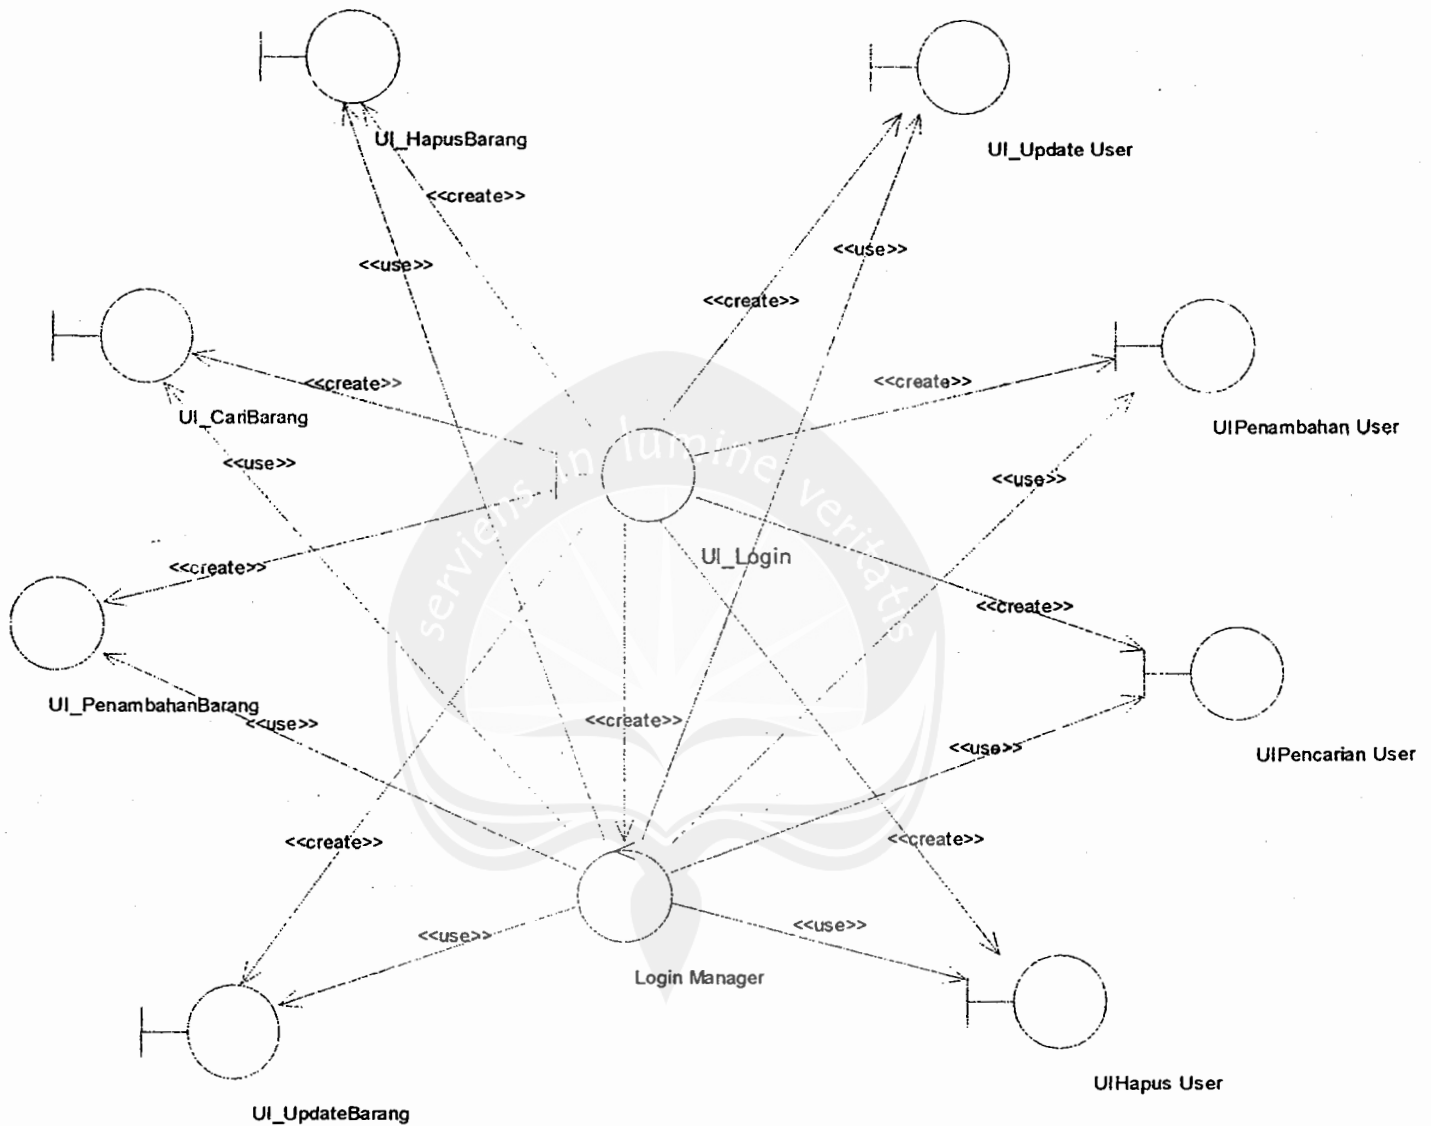 UI_HapusBarang
UI_Update User
<<create>>
<<use>>
<<use>>
<<create>>
<<create>>
<<create>>
UI_CariBarang
UIPenambahan User
serviens in lumine veritatis
<<use>>
<<use>>
UI_Login
<<create>>
<<create>>
UI_PenambahanBarang
<<use>>
<<create>>
<<use>>
UIPencarian User
<<create>>
<<create>>
<<use>>
<<use>>
Login Manager
UIHapus User
UI_UpdateBarang